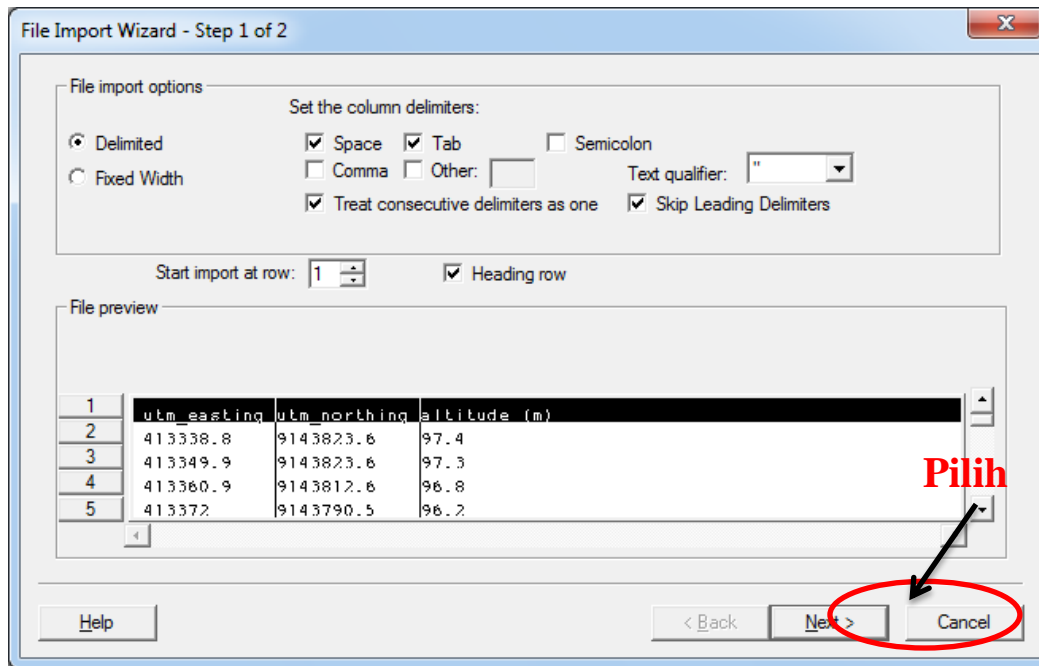 File Import Wizard - Step 1 of 2
X
File import options
Set the column delimiters:
Delimited
Space
Tab
Semicolon
Fixed Width
Comma
Other:
Text qualifier: "
Treat consecutive delimiters as one
Skip Leading Delimiters
Start import at row: 1
Heading row
File preview
1 utm_easting utm_northing altitude (m)
2 413338.8 9143823.6 97.4
3 413349.9 9143823.6 97.3
4 413360.9 9143812.6 96.8
5 413372 9143790.5 96.2
Pilih
Help
< Back
Next >
Cancel